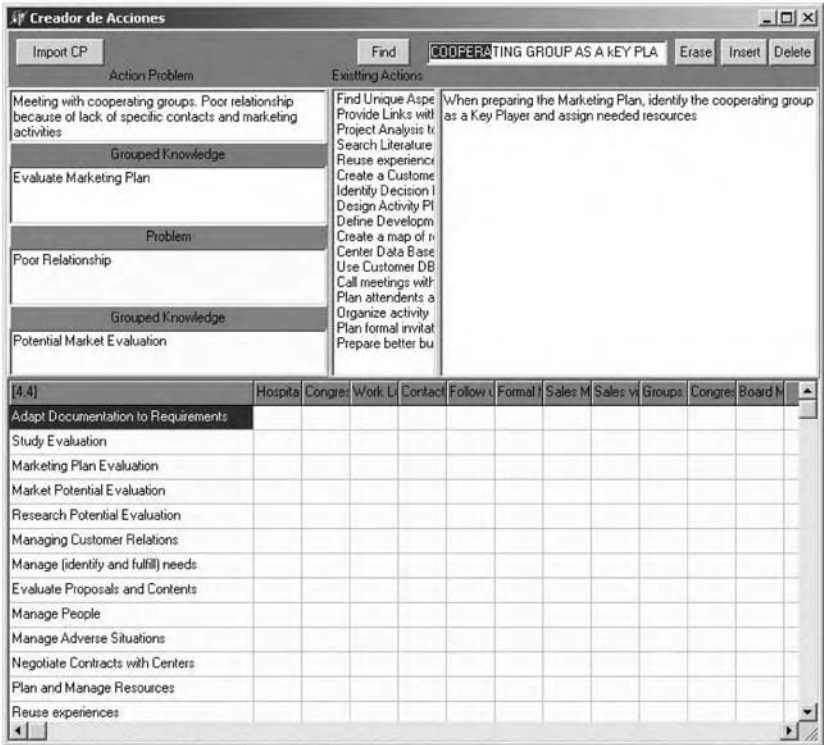 Creador de Acciones
Import CP
Find
COOPERATING GROUP AS A kEY PLA
Erase
Insert
Delete
Action Problem
Existting Actions
Meeting with cooperating groups. Poor relationship
because of lack of specific contacts and marketing
activities
Grouped Knowledge
Evaluate Marketing Plan
Problem
Poor Relationship
Grouped Knowledge
Potential Market Evaluation
Find Unique Aspe
Provide Links with
Project Analysis to
Search Literature
Reuse experience
Create a Custome
Identify Decision
Design Activity Pl
Define Developm
Create a map of
Center Data Base
Use Customer DB
Call meetings with
Plan attendents a
Organize activity
Plan formal invitat
Prepare better bu
When preparing the Marketing Plan, identify the cooperating group
as a Key Player and assign needed resources
[4,4]
Hospita
Congre
Work
Contact
Follow
Formal
Sales M
Sales
Groups
Congre
Board M
Adapt Documentation to Requirements
Study Evaluation
Marketing Plan Evaluation
Market Potential Evaluation
Research Potential Evaluation
Managing Customer Relations
Manage (identify and fulfill) needs
Evaluate Proposals and Contents
Manage People
Manage Adverse Situations
Negotiate Contracts with Centers
Plan and Manage Resources
Reuse experiences